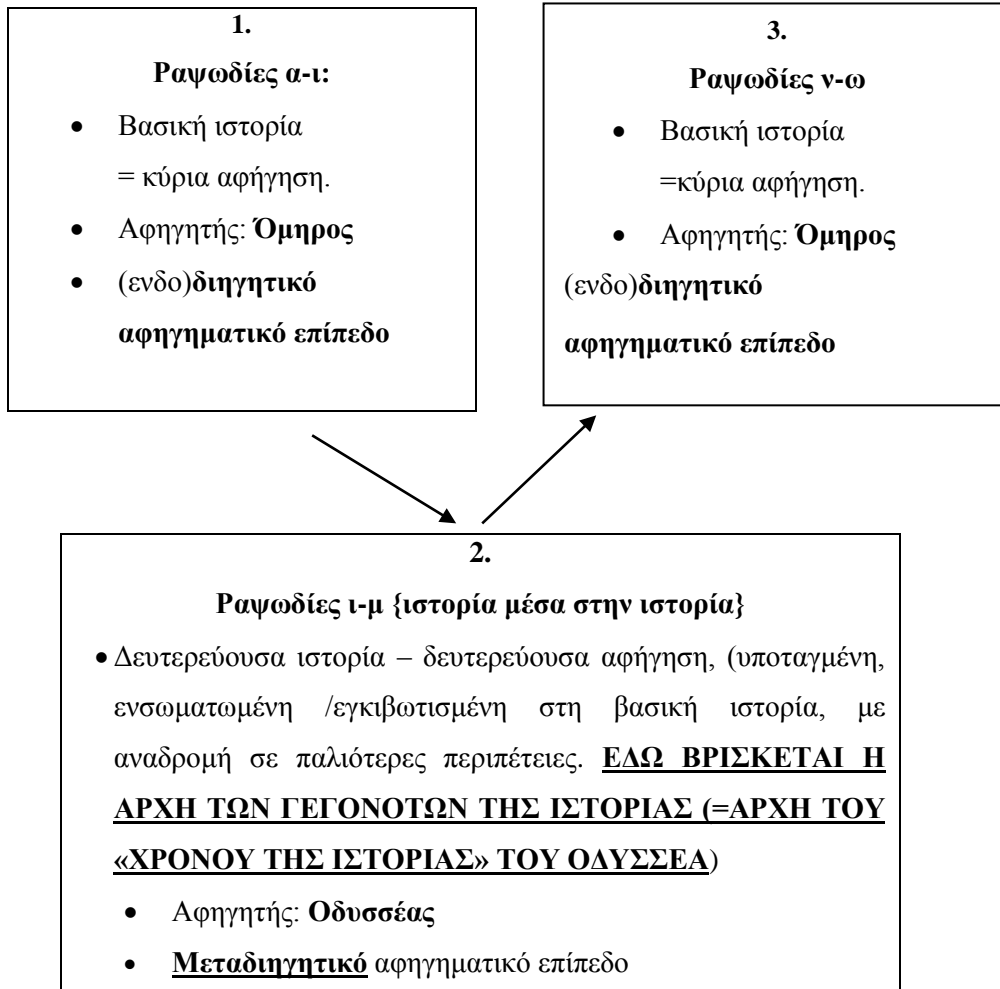 1.
Ραψωδίες α-ι:
• Βασική ιστορία
= κύρια αφήγηση.
• Αφηγητής: Όμηρος
• (ενδο)διηγητικό
αφηγηματικό επίπεδο
3.
Ραψωδίες ν-ω
• Βασική ιστορία
=κύρια αφήγηση.
• Αφηγητής: Όμηρος
(ενδο)διηγητικό
αφηγηματικό επίπεδο
2.
Ραψωδίες ι-μ {ιστορία μέσα στην ιστορία}
• Δευτερεύουσα ιστορία – δευτερεύουσα αφήγηση, (υποταγμένη,
ενσωματωμένη /εγκιβωτισμένη στη βασική ιστορία, με
αναδρομή σε παλιότερες περιπέτειες. ΕΔΩ ΒΡΙΣΚΕΤΑΙ Η
ΑΡΧΗ ΤΩΝ ΓΕΓΟΝΟΤΩΝ ΤΗΣ ΙΣΤΟΡΙΑΣ (=ΑΡΧΗ ΤΟΥ
«ΧΡΟΝΟΥ ΤΗΣ ΙΣΤΟΡΙΑΣ» ΤΟΥ ΟΔΥΣΣΕΑ)
• Αφηγητής: Οδυσσέας
• Μεταδιηγητικό αφηγηματικό επίπεδο